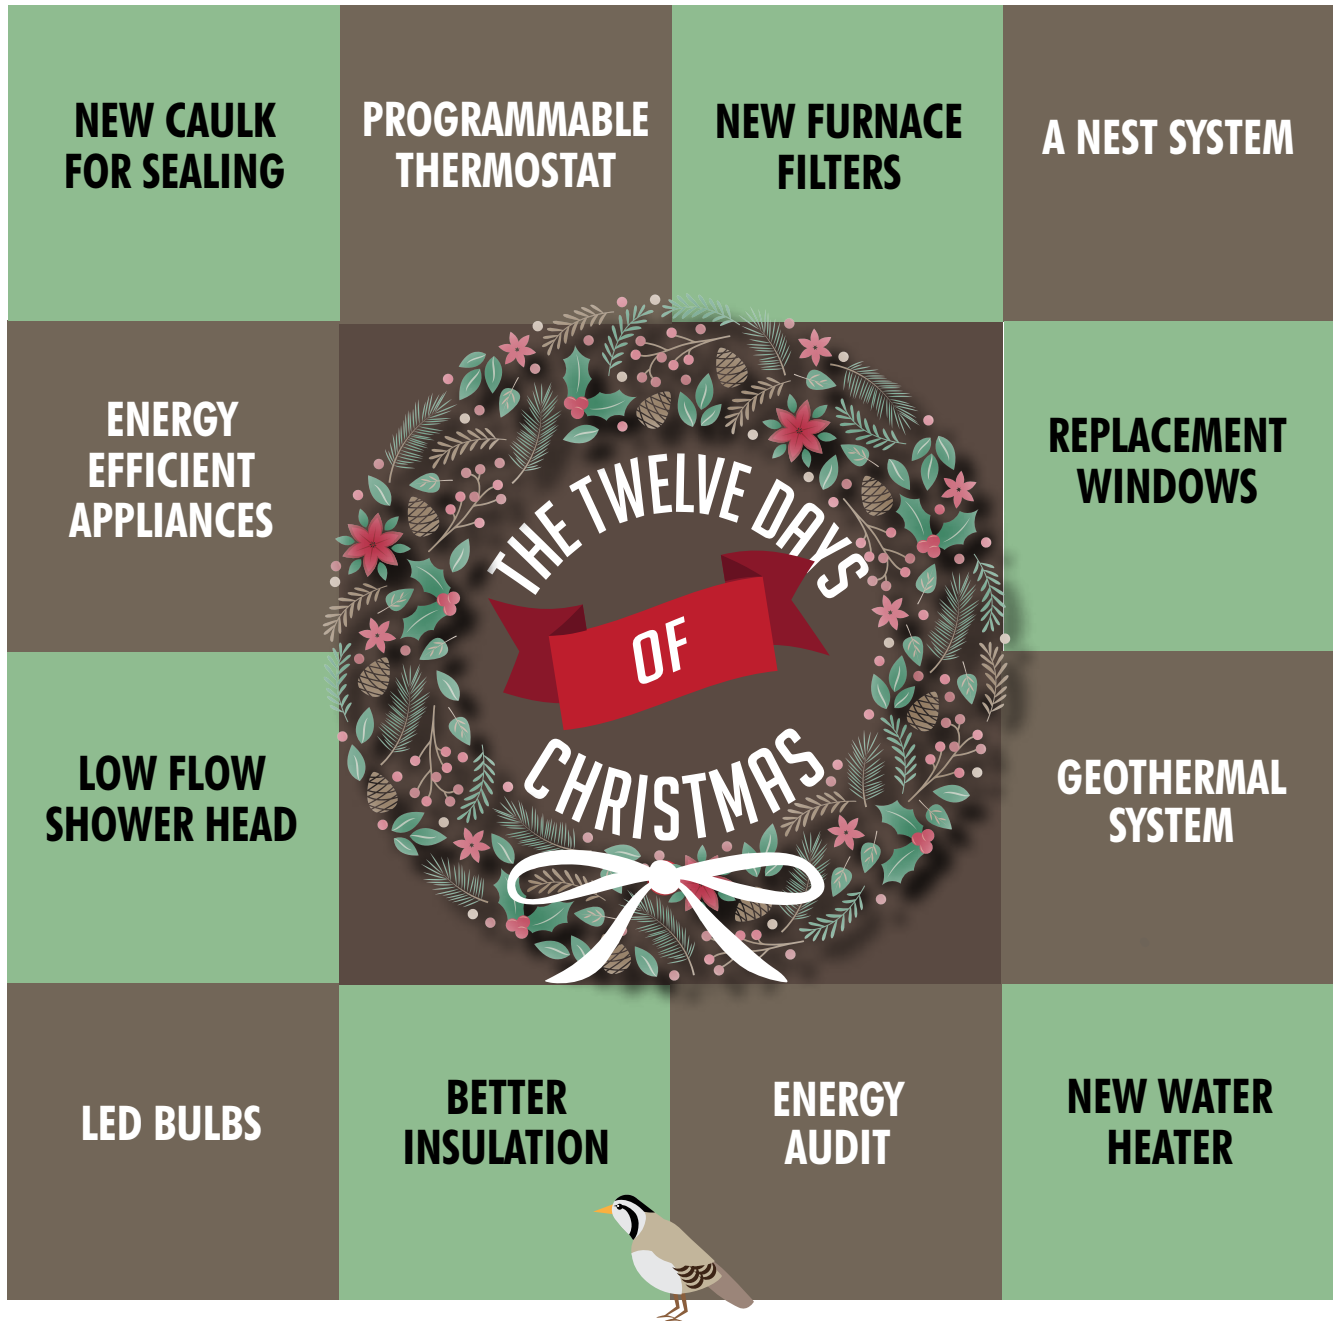 NEW CAULK
FOR SEALING
PROGRAMMABLE
THERMOSTAT
NEW FURNACE
FILTERS
A NEST SYSTEM
ENERGY
EFFICIENT
APPLIANCES
THE TWELVE DAYS
OF
CHRISTMAS
REPLACEMENT
WINDOWS
LOW FLOW
SHOWER HEAD
GEOTHERMAL
SYSTEM
LED BULBS
BETTER
INSULATION
ENERGY
AUDIT
NEW WATER
HEATER